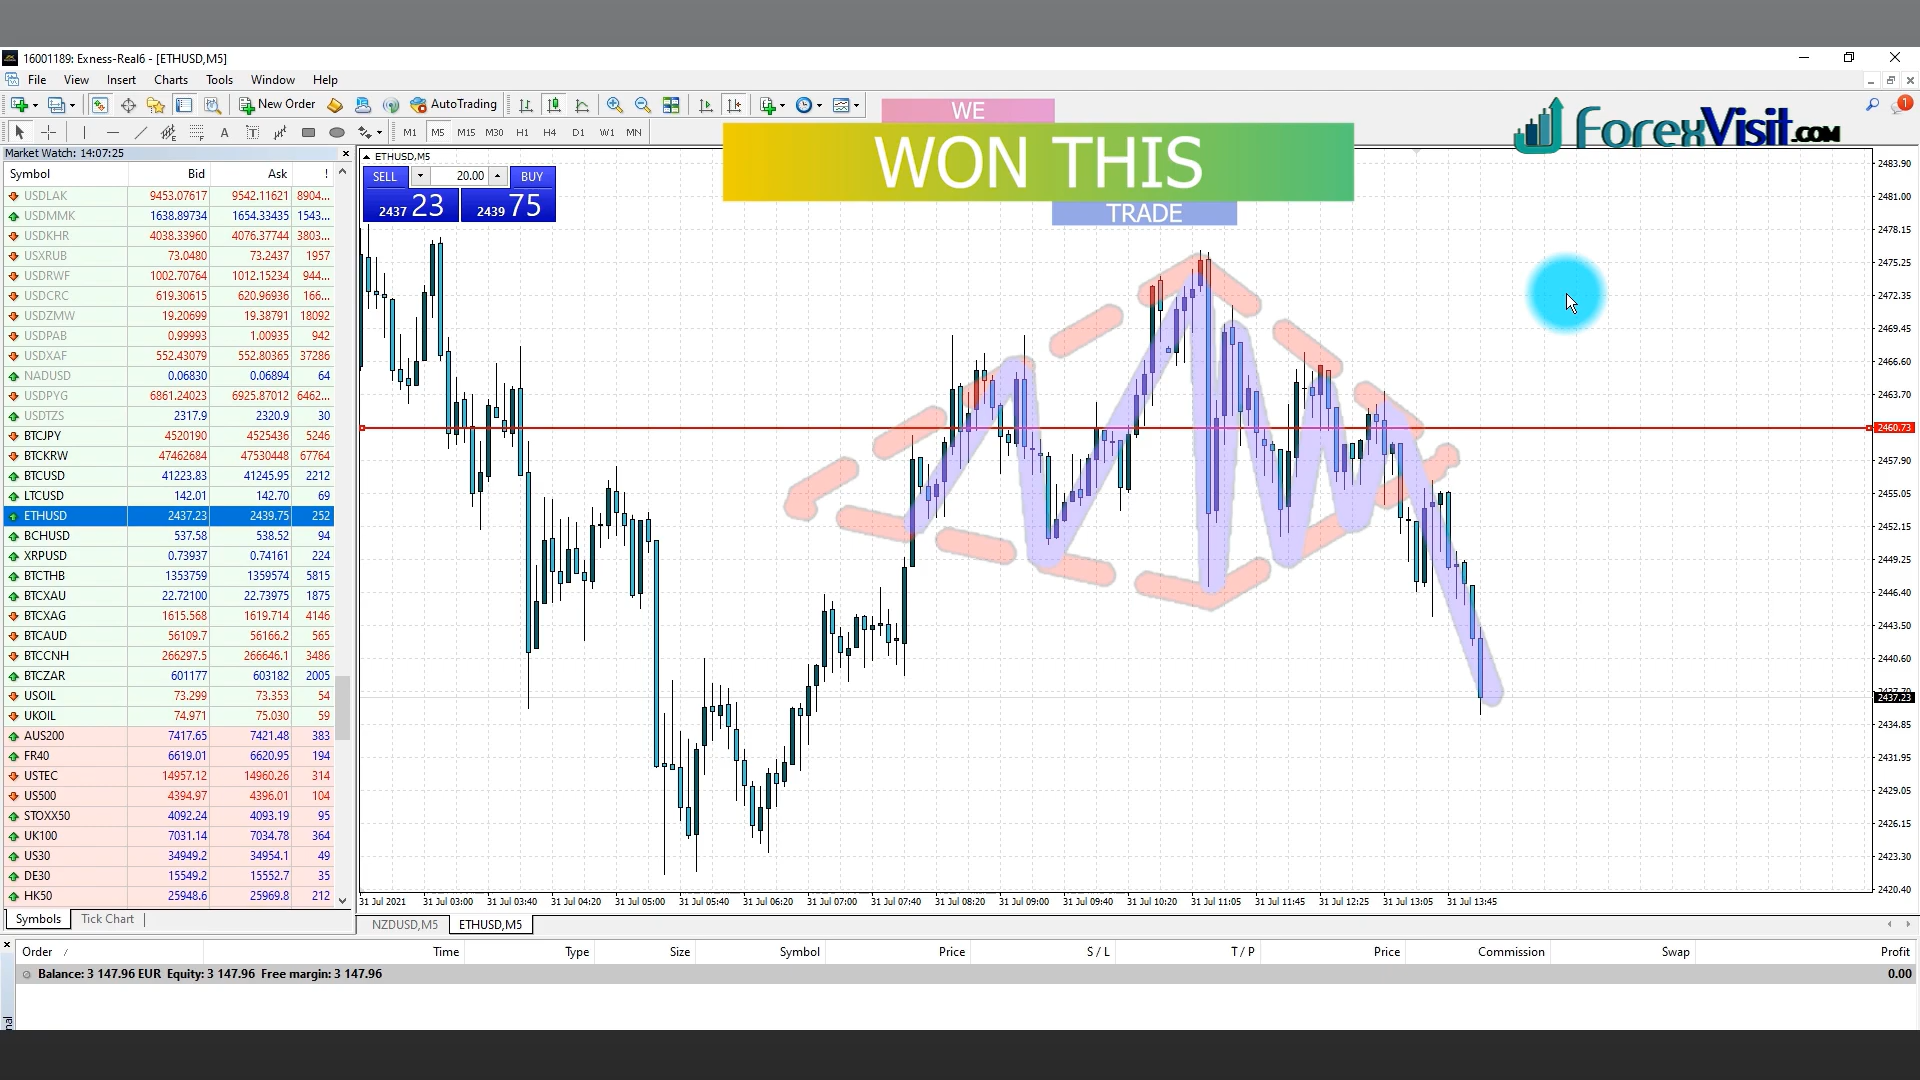 16001189: Exness-Real6 - [ETHUSD,M5]
File View Insert Charts Tools Window Help
New Order AutoTrading
1
A T M1 M5 M15 M30 H1 H4 D1 W1 MN
WE
WON THIS
TRADE
ForexVisit.COM
Market Watch: 14:07:25
Symbol Bid Ask !
USDLAK 9453.07617 9542.11621 8904...
USDMMK 1638.89734 1654.33435 1543...
USDKHR 4038.33960 4076.37744 3803...
USXRUB 73.0480 73.2437 1957
USDRWF 1002.70764 1012.15234 944...
USDCRC 619.30615 620.96936 166...
USDZMW 19.20699 19.38791 18092
USDPAB 0.99993 1.00935 942
USDXAF 552.43079 552.80365 37286
NADUSD 0.06830 0.06894 64
USDPYG 6861.24023 6925.87012 6462...
USDTZS 2317.9 2320.9 30
BTCJPY 4520190 4525436 5246
BTCKRW 47462684 47530448 67764
BTCUSD 41223.83 41245.95 2212
LTCUSD 142.01 142.70 69
ETHUSD 2437.23 2439.75 252
BCHUSD 537.58 538.52 94
XRPUSD 0.73937 0.74161 224
BTCTHB 1353759 1359574 5815
BTCXAU 22.72100 22.73975 1875
BTCXAG 1615.568 1619.714 4146
BTCAUD 56109.7 56166.2 565
BTCCNH 266297.5 266646.1 3486
BTCZAR 601177 603182 2005
USOIL 73.299 73.353 54
UKOIL 74.971 75.030 59
AUS200 7417.65 7421.48 383
FR40 6619.01 6620.95 194
USTEC 14957.12 14960.26 314
US500 4394.97 4396.01 104
STOXX50 4092.24 4093.19 95
UK100 7031.14 7034.78 364
US30 34949.2 34954.1 49
DE30 15549.2 15552.7 35
HK50 25948.6 25969.8 212
Symbols Tick Chart
ETHUSD,M5
SELL 20.00 BUY
2437 23 2439 75
2483.90
2481.00
2478.15
2475.25
2472.35
2469.45
2466.60
2463.70
2460.73
2457.90
2455.05
2452.15
2449.25
2446.40
2443.50
2440.60
2437.23
2434.85
2431.95
2429.05
2426.15
2423.30
2420.40
31 Jul 2021 31 Jul 03:00 31 Jul 03:40 31 Jul 04:20 31 Jul 05:00 31 Jul 05:40 31 Jul 06:20 31 Jul 07:00 31 Jul 07:40 31 Jul 08:20 31 Jul 09:00 31 Jul 09:40 31 Jul 10:20 31 Jul 11:05 31 Jul 11:45 31 Jul 12:25 31 Jul 13:05 31 Jul 13:45
NZDUSD,M5 ETHUSD,M5
Order / Time Type Size Symbol Price S / L T / P Price Commission Swap Profit
Balance: 3 147.96 EUR Equity: 3 147.96 Free margin: 3 147.96 0.00